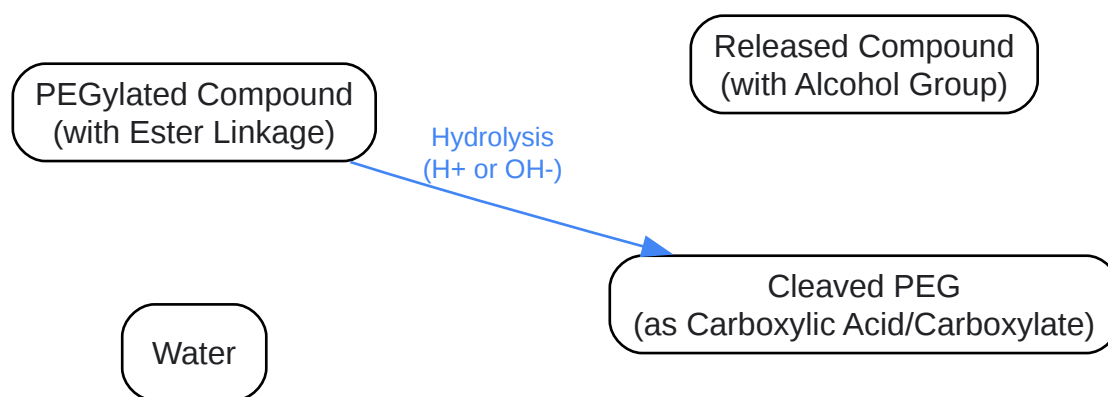 PEGylated Compound
(with Ester Linkage)
Hydrolysis
(H+ or OH-)
Released Compound
(with Alcohol Group)
Cleaved PEG
(as Carboxylic Acid/Carboxylate)
Water